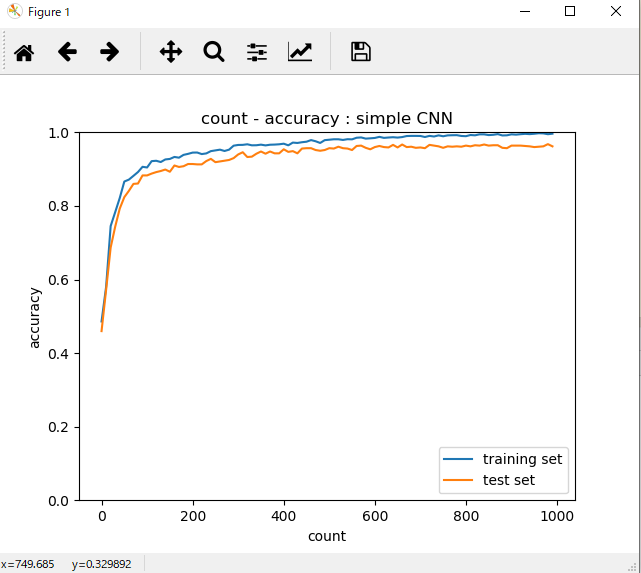 Figure 1
count - accuracy : simple CNN
1.0
0.8
0.6
0.4
0.2
0.0
accuracy
0 200 400 600 800 1000
count
training set
test set
x=749.685 y=0.329892